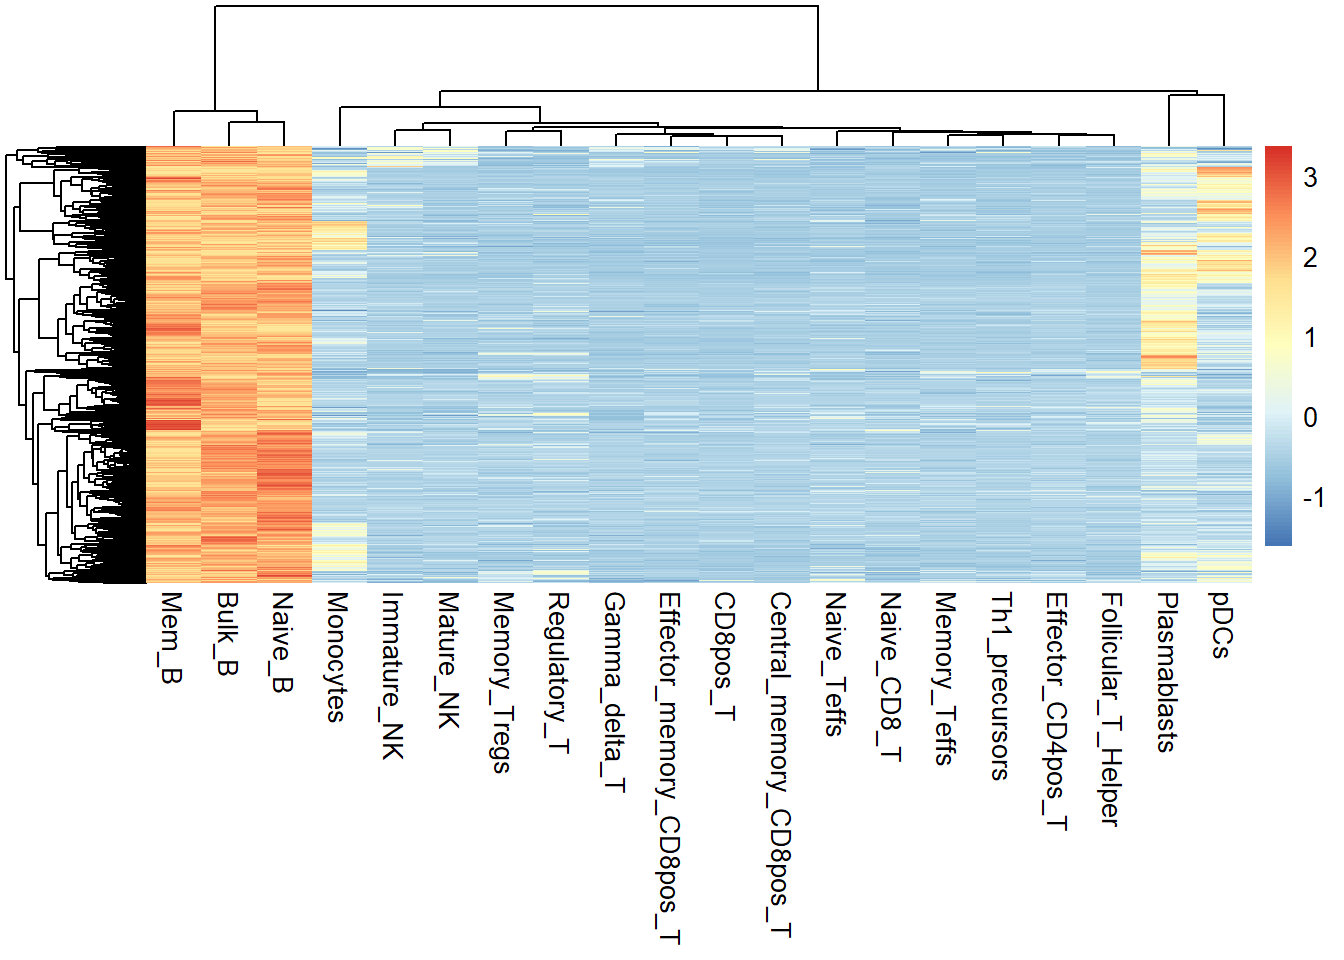 3
2
1
0
-1
Mem_B
Bulk_B
Naive_B
Monocytes
Immature_NK
Mature_NK
Memory_Tregs
Regulatory_T
Gamma_delta_T
Effector_memory_CD8pos_T
CD8pos_T
Central_memory_CD8pos_T
Naive_Teffs
Naive_CD8_T
Memory_Teffs
Th1_precursors
Effector_CD4pos_T
Follicular_T_Helper
Plasmablasts
pDCs